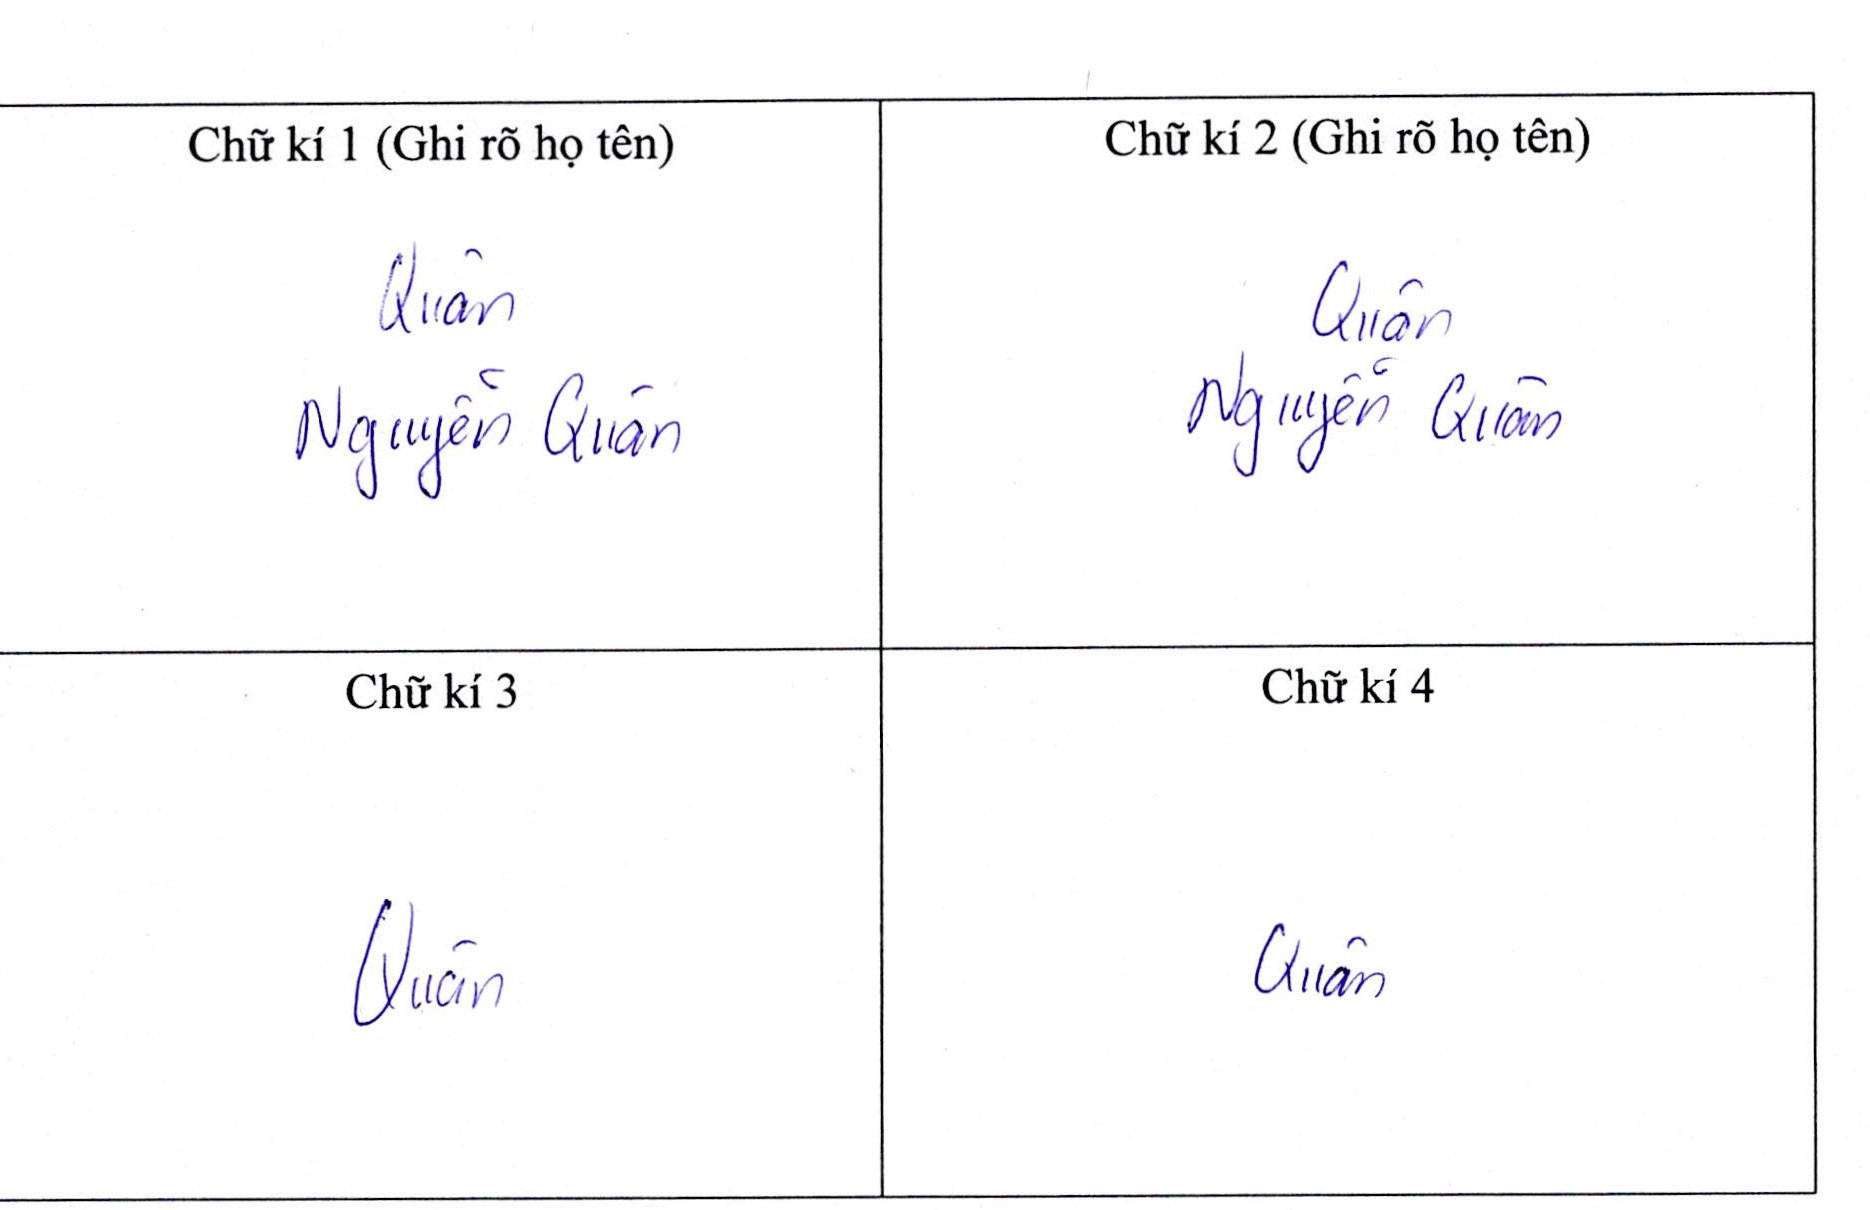 Chữ kí 1 (Ghi rõ họ tên)
Quân
Nguyễn Quân
Chữ kí 2 (Ghi rõ họ tên)
Quân
Nguyễn Quân
Chữ kí 3
Quân
Chữ kí 4
Quân